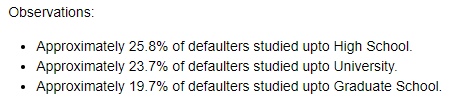 Observations:
• Approximately 25.8% of defaulters studied upto High School.
• Approximately 23.7% of defaulters studied upto University.
• Approximately 19.7% of defaulters studied upto Graduate School.